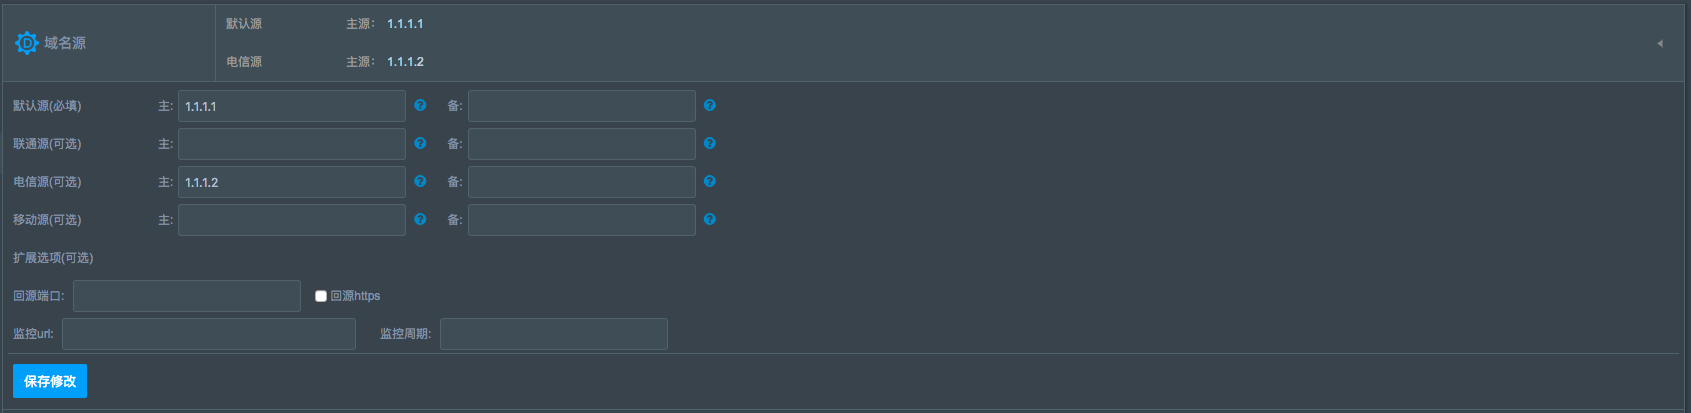 域名源
默认源 主源： 1.1.1.1
电信源 主源： 1.1.1.2
默认源(必填) 主: 1.1.1.1 备:
联通源(可选) 主: 备:
电信源(可选) 主: 1.1.1.2 备:
移动源(可选) 主: 备:
扩展选项(可选)
回源端口: 回源https
监控url: 监控周期:
保存修改